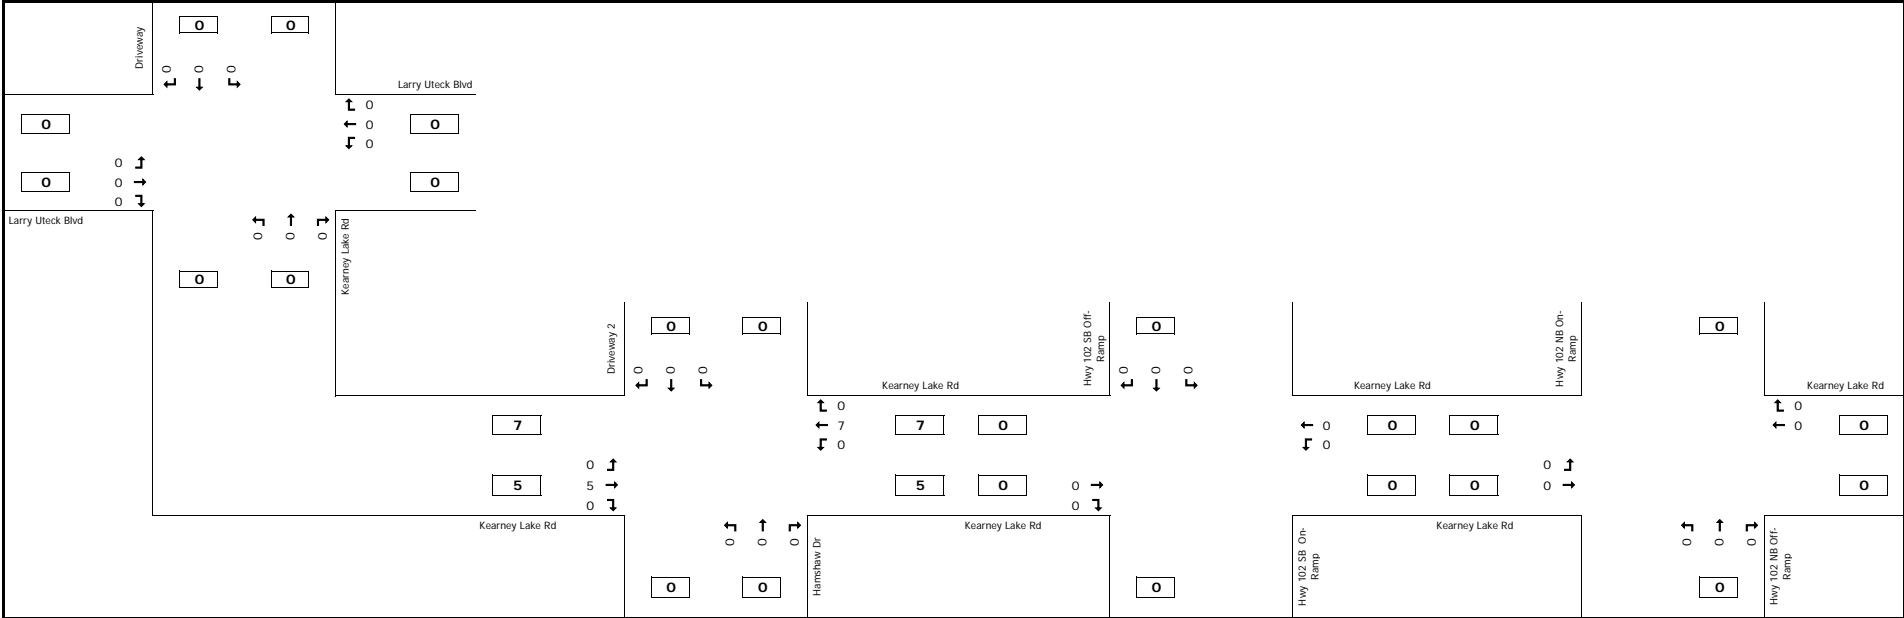 Driveway
0 0
0 0 0
Larry Uteck Blvd
0
0
0
0 0
0
0
0
0 0
0
Larry Uteck Blvd
0 0 0
Kearney Lake Rd
0 0
Driveway 2
0 0
0 0 0
Kearney Lake Rd
Hwy 102 SB Off-
Ramp
0
0 0 0
Kearney Lake Rd
Hwy 102 NB On-
Ramp
0
Kearney Lake Rd
7
0
7
0
7 0
0
0
0 0
0
0
0
0
5
0
5
0
5 0
0
0
0 0
0
0
0
Kearney Lake Rd
0 0 0
Hamshaw Dr
Kearney Lake Rd
Hwy 102 SB On-
Ramp
Kearney Lake Rd
0 0 0
Hwy 102 NB Off-
Ramp
0 0
0
0